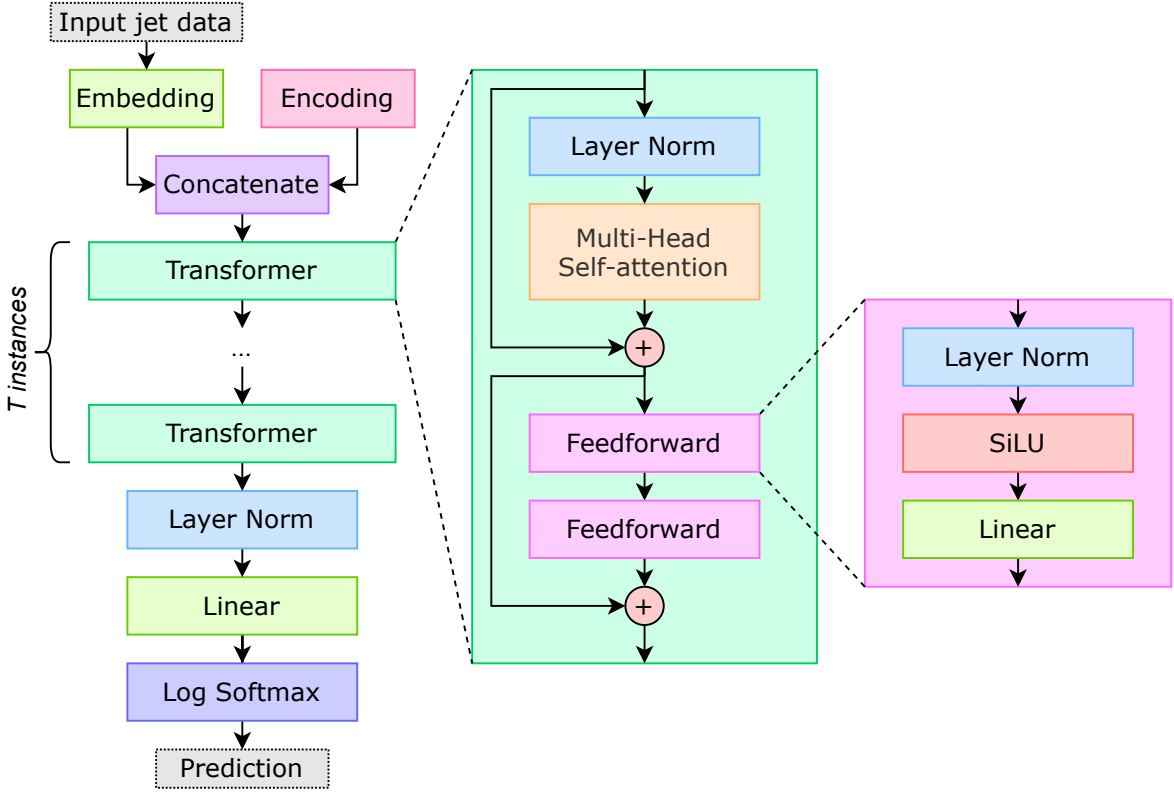 Input jet data
Embedding
Encoding
Concatenate
T instances
Transformer
...
Transformer
Layer Norm
Linear
Log Softmax
Prediction
Layer Norm
Multi-Head
Self-attention
+
Feedforward
Feedforward
+
Layer Norm
SiLU
Linear